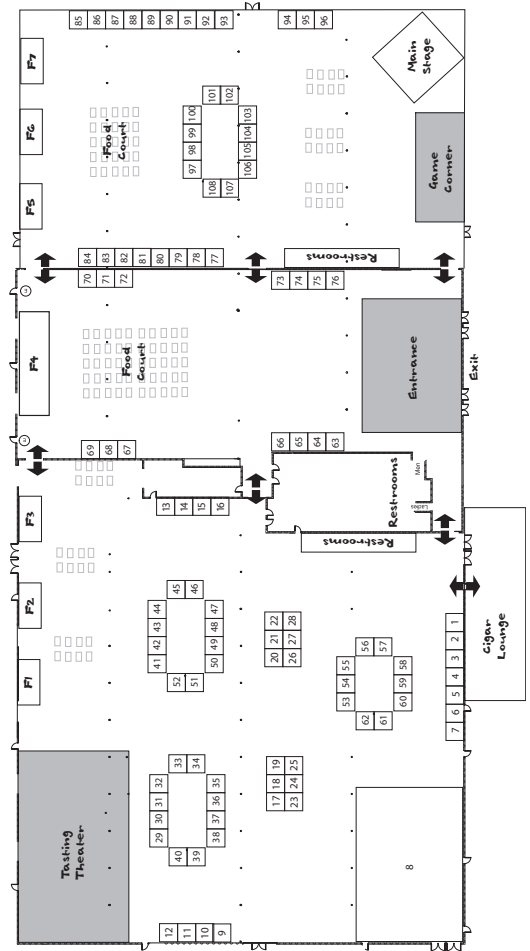 85 86 87 88 89 90 91 92 93
94 95 96
F7
F6
F5
Food
Court
Main
Stage
Game
Corner
101 102
100 99 98 97
103 104 105 106
108 107
84 83 82 81 80 79 78 77
Restrooms
70 71 72
73 74 75 76
F4
Food
Court
Entrance
Exit
69 68 67
66 65 64 63
Restrooms
Men
Ladies
Restrooms
13 14 15 16
F3
F2
F1
45 46
44 43 42 41
47 48 49 50
52 51
22 28
21 27
20 26
56 57
55 54 53
58 59 60
62 61
1 2 3 4 5 6 7
Cigar
Lounge
33 34
32 31 30 29
35 36 37 38
40 39
19 25
18 24
17 23
8
Tasting
Theater
12 11 10 9